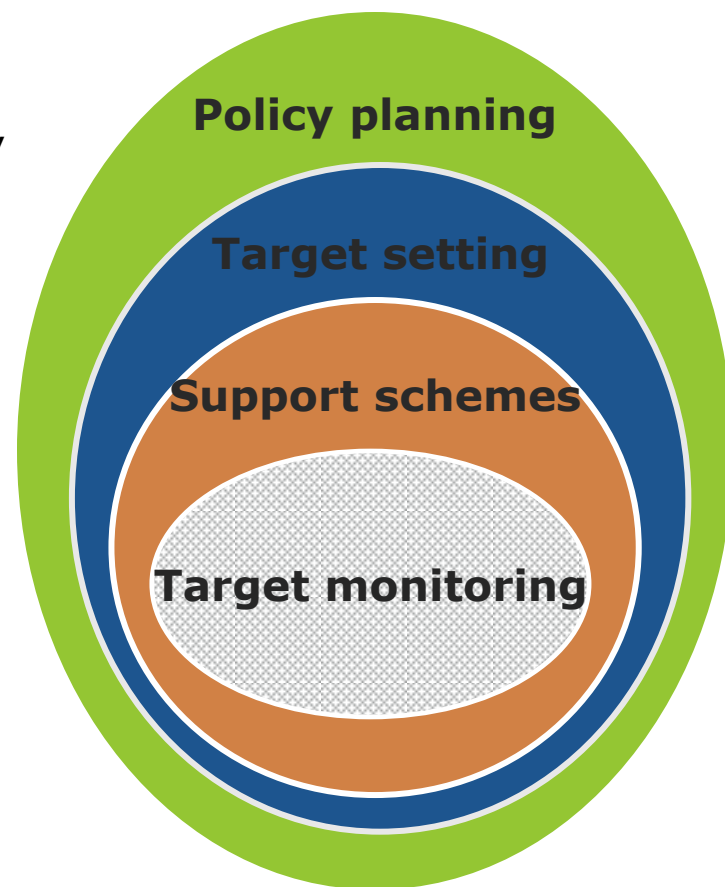 Policy planning
Target setting
Support schemes
Target monitoring